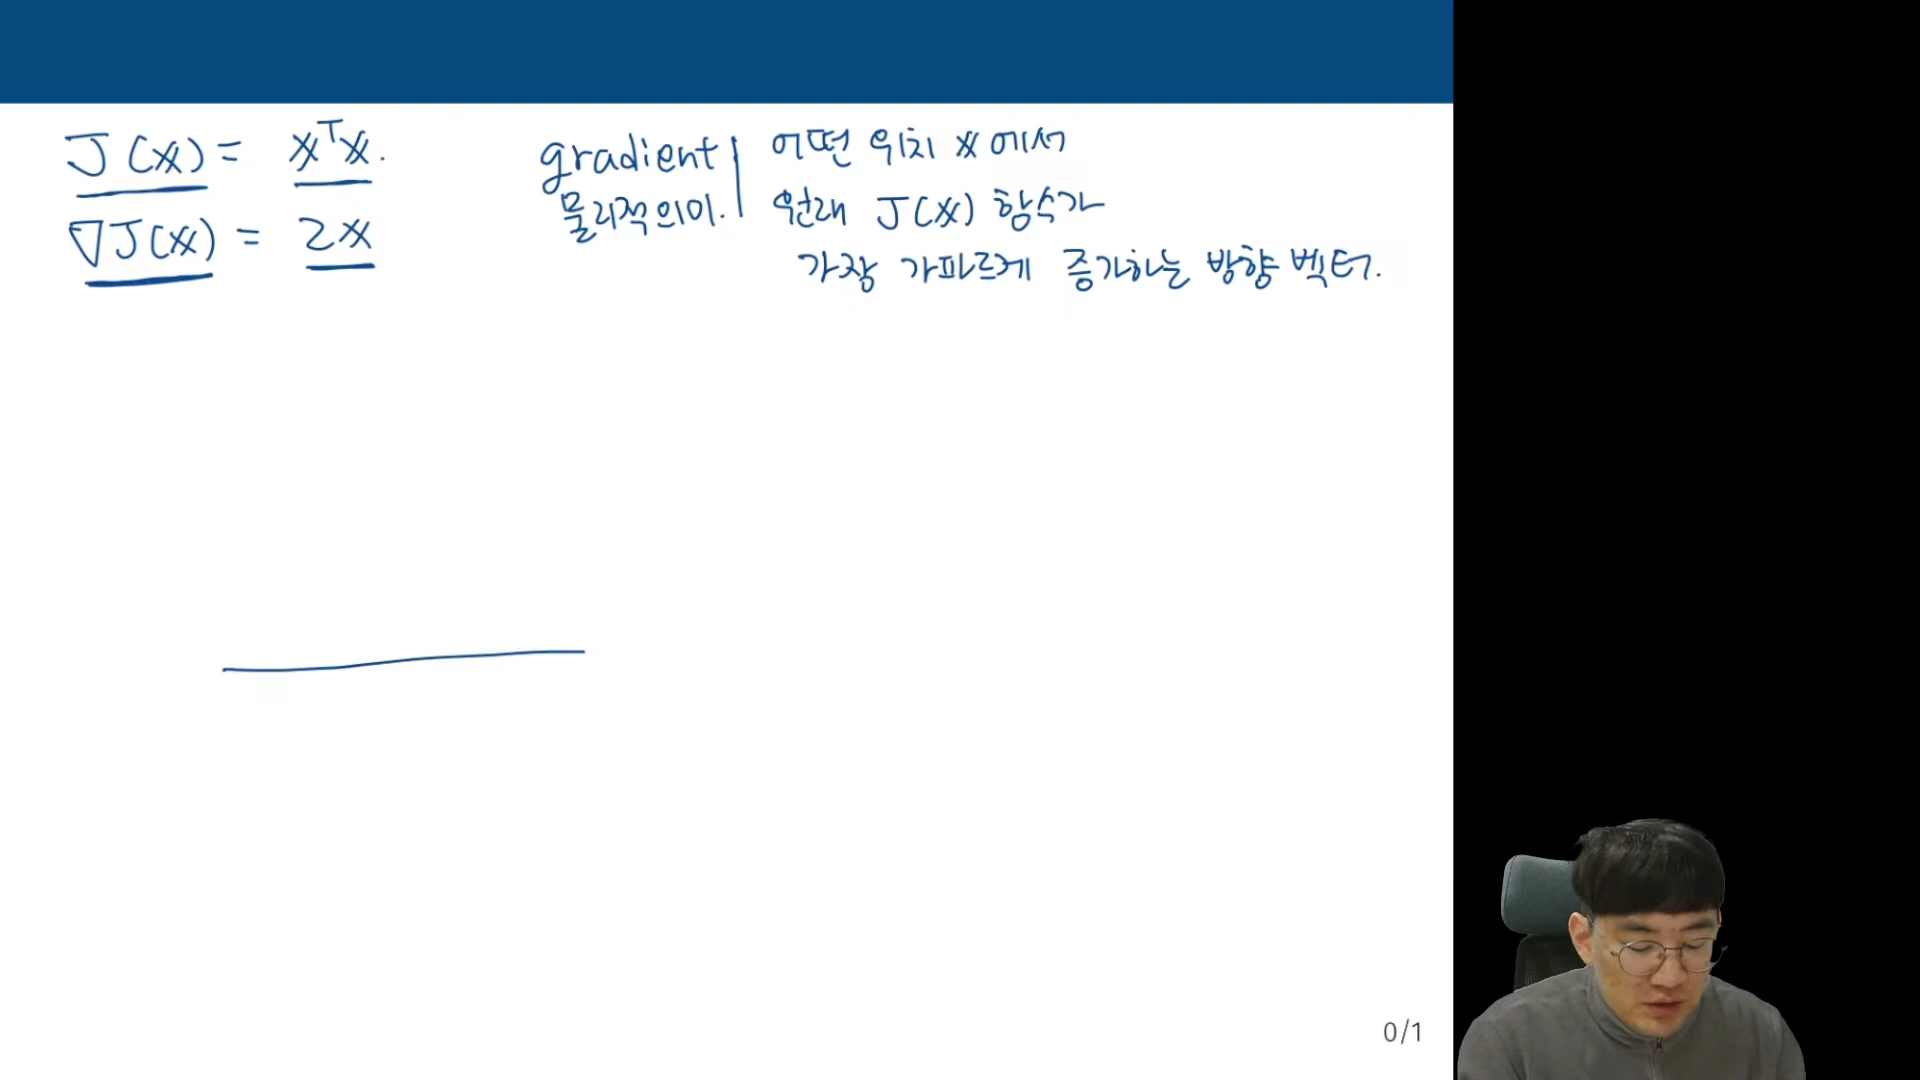 J(x) = xᵀx.
∇J(x) = 2x
gradient
물리적의미.
어떤 위치 x 에서
원래 J(x) 함수가
가장 가파르게 증가하는 방향 벡터.
0/1